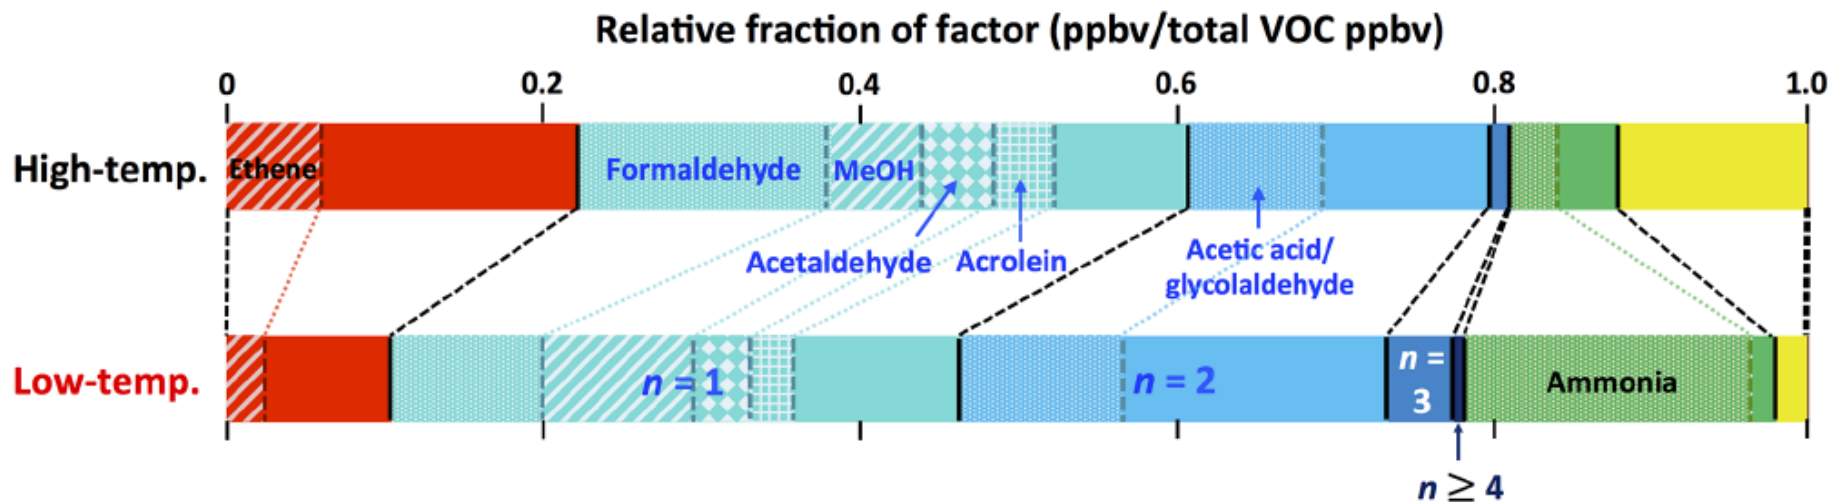 Relative fraction of factor (ppbv/total VOC ppbv)
0 0.2 0.4 0.6 0.8 1.0
High-temp.
Ethene Formaldehyde MeOH
Acetaldehyde Acrolein
Acetic acid/
glycolaldehyde
Low-temp.
n = 1 n = 2
n =
3
Ammonia
n ≥ 4